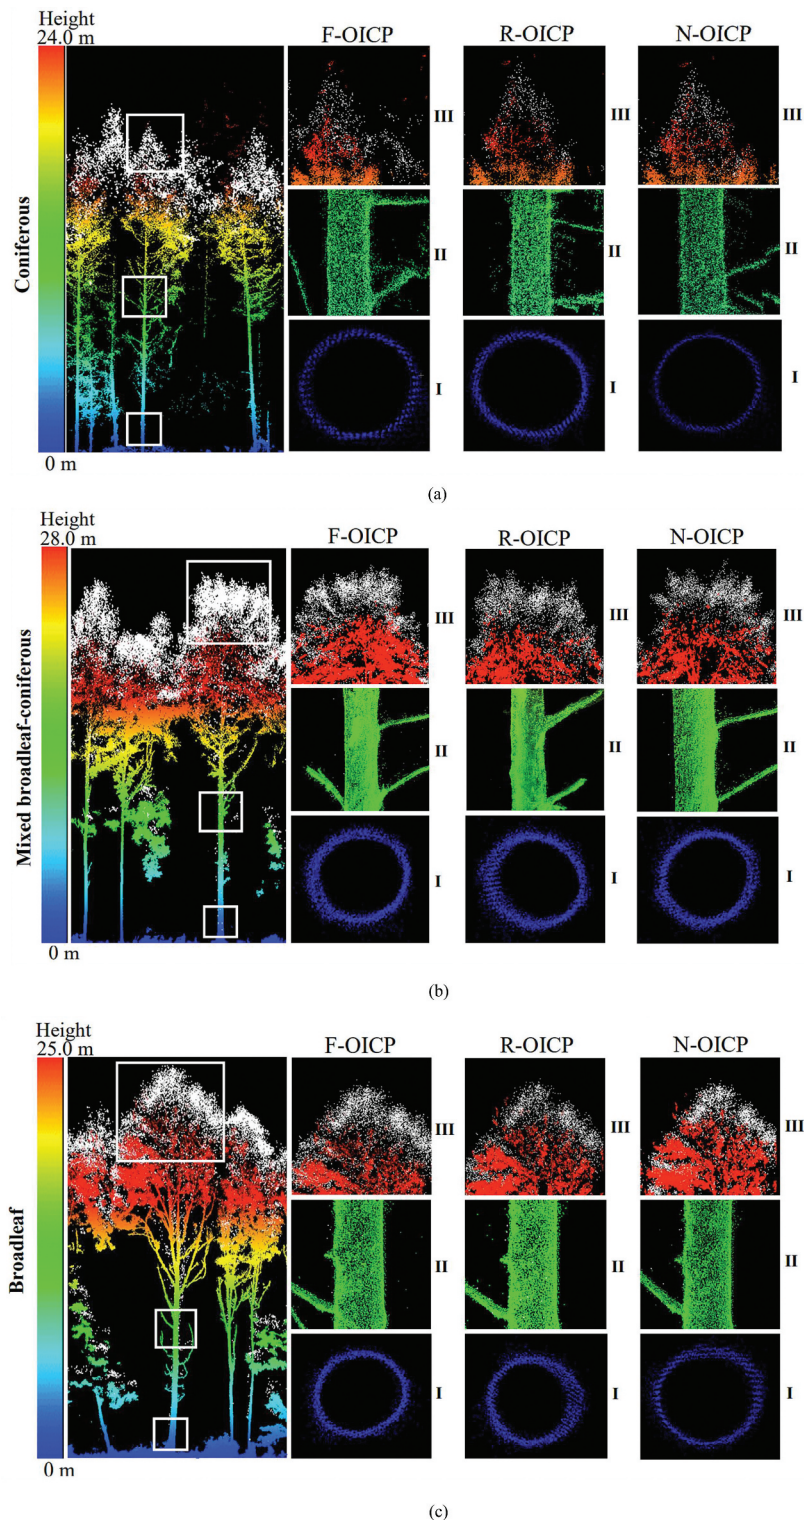 Height
24.0 m
F-OICP R-OICP N-OICP
III III III
Coniferous
II II II
I I I
0 m
(a)
Height
28.0 m
F-OICP R-OICP N-OICP
III III III
Mixed broadleaf-coniferous
II II II
I I I
0 m
(b)
Height
25.0 m
F-OICP R-OICP N-OICP
III III III
Broadleaf
II II II
I I I
0 m
(c)